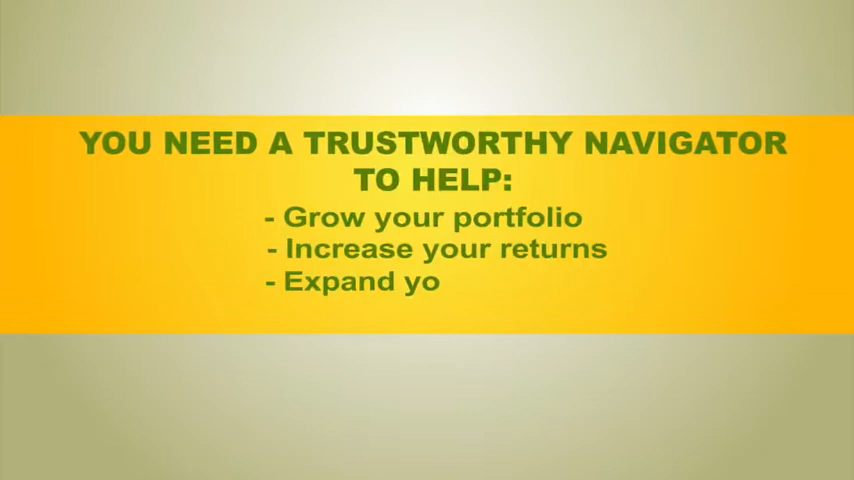 YOU NEED A TRUSTWORTHY NAVIGATOR
TO HELP:
- Grow your portfolio
- Increase your returns
- Expand yo